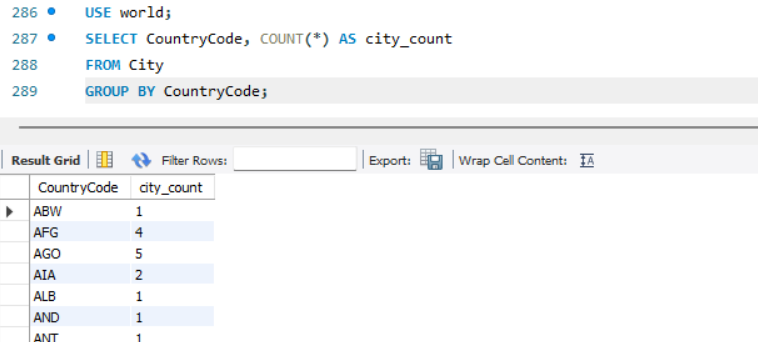 286 USE world;
287 SELECT CountryCode, COUNT(*) AS city_count
288 FROM City
289 GROUP BY CountryCode;
Result Grid Filter Rows: Export: Wrap Cell Content: IA
CountryCode city_count
ABW 1
AFG 4
AGO 5
AIA 2
ALB 1
AND 1
ANT 1